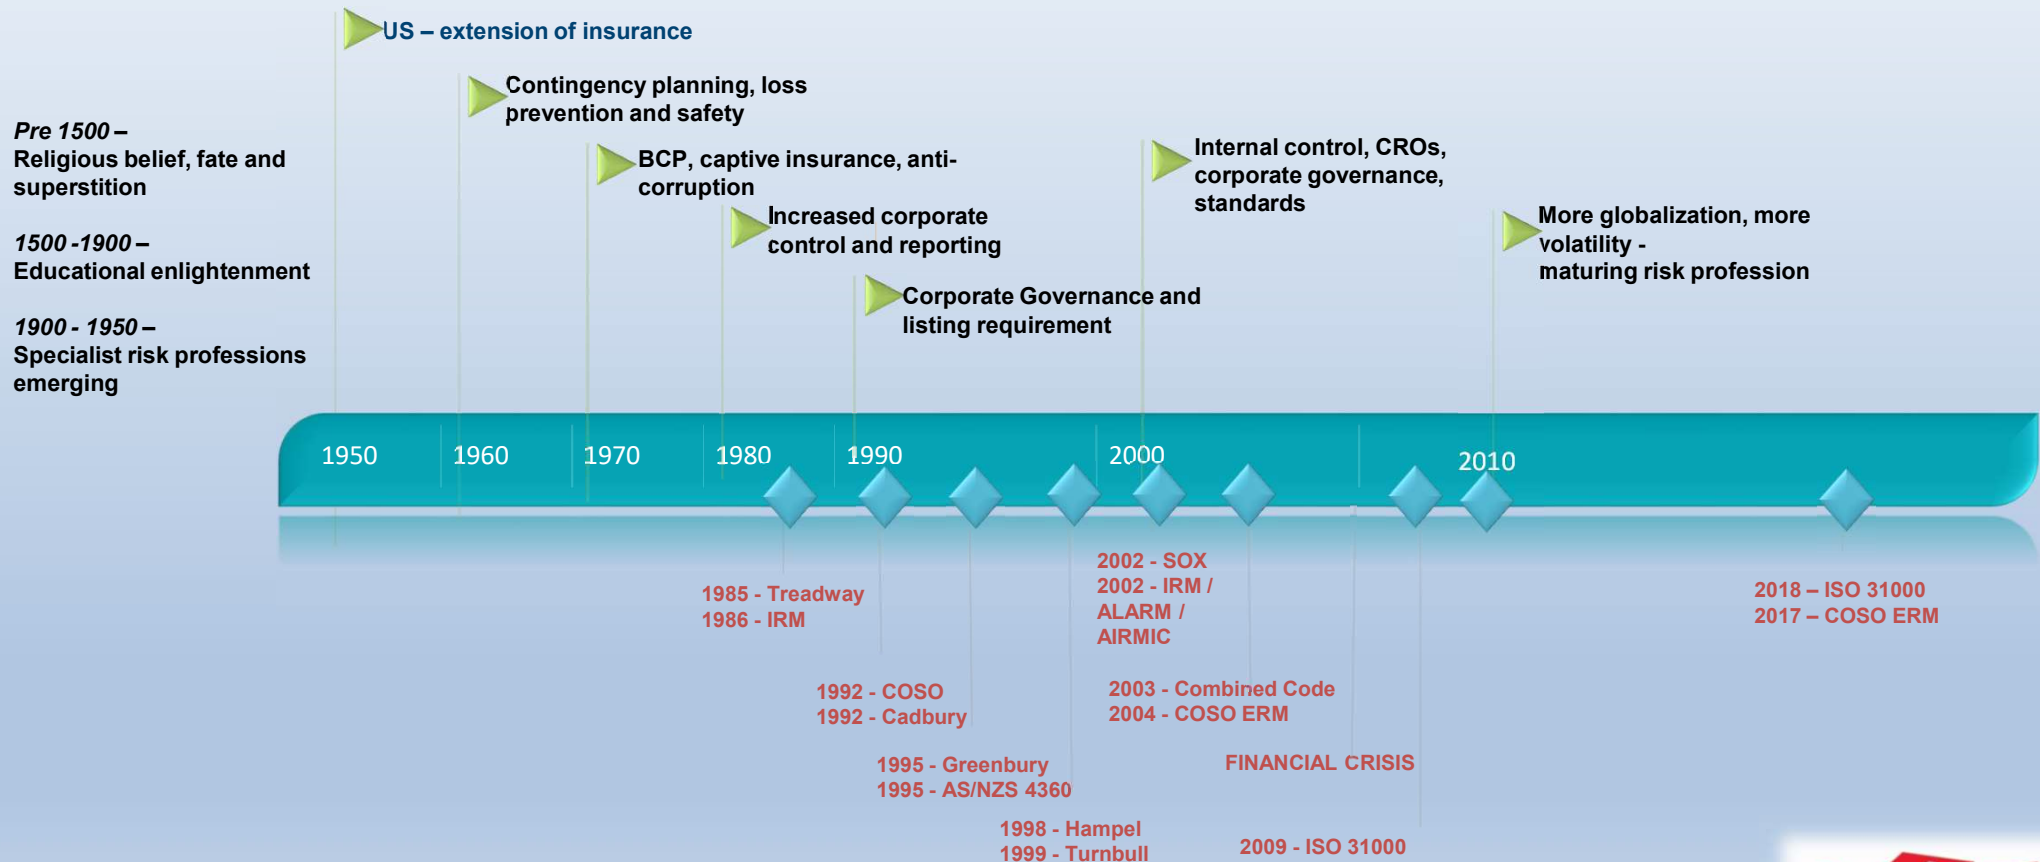 US – extension of insurance
Contingency planning, loss
prevention and safety
Pre 1500 –
Religious belief, fate and
superstition
1500 -1900 –
Educational enlightenment
1900 - 1950 –
Specialist risk professions
emerging
BCP, captive insurance, anti-
corruption
Increased corporate
control and reporting
Corporate Governance and
listing requirement
Internal control, CROs,
corporate governance,
standards
More globalization, more
volatility -
maturing risk profession
1950
1960
1970
1980
1990
2000
2010
1985 - Treadway
1986 - IRM
1992 - COSO
1992 - Cadbury
1995 - Greenbury
1995 - AS/NZS 4360
1998 - Hampel
1999 - Turnbull
2002 - SOX
2002 - IRM /
ALARM /
AIRMIC
2003 - Combined Code
2004 - COSO ERM
FINANCIAL CRISIS
2009 - ISO 31000
2018 – ISO 31000
2017 – COSO ERM